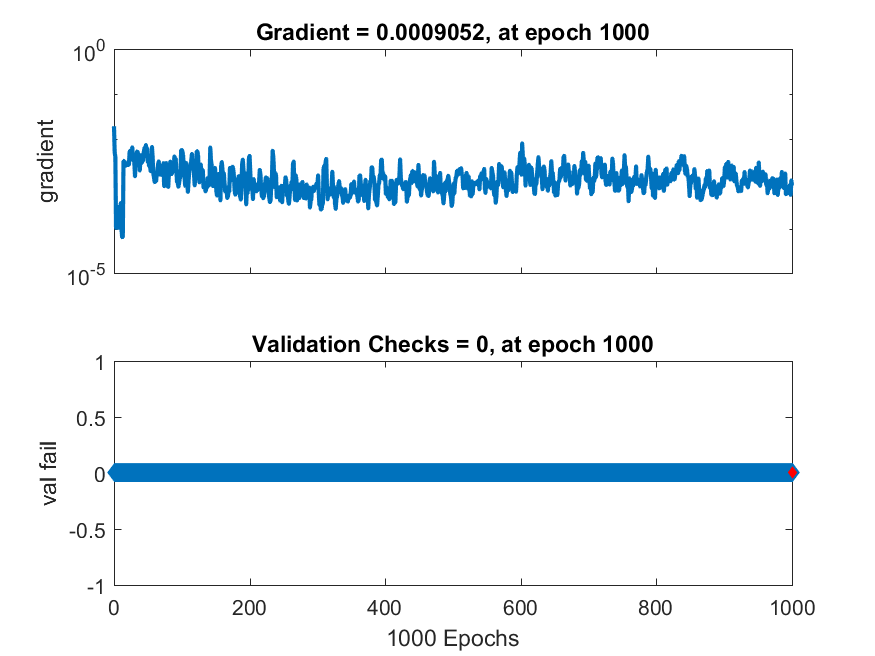 Gradient = 0.0009052, at epoch 1000
10^0
gradient
10^-5
Validation Checks = 0, at epoch 1000
1
0.5
val fail
0
-0.5
-1
0 200 400 600 800 1000
1000 Epochs